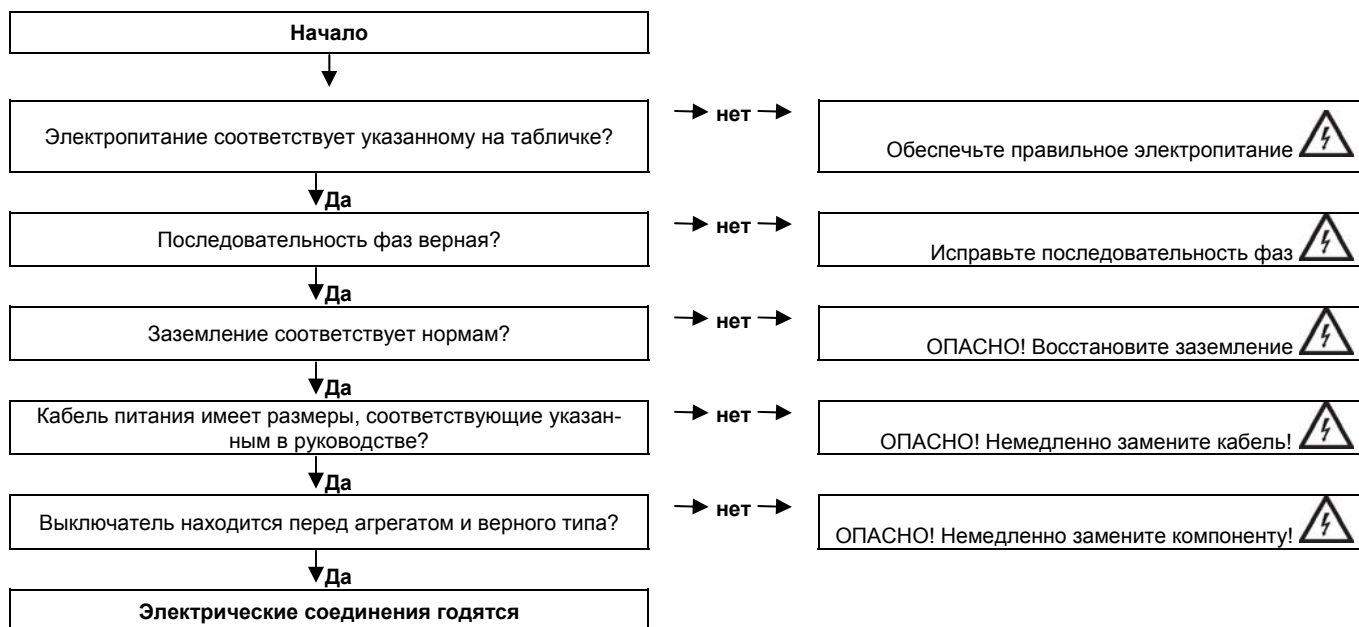 Начало
Электропитание соответствует указанному на табличке?
нет
Обеспечьте правильное электропитание
Да
Последовательность фаз верная?
нет
Исправьте последовательность фаз
Да
Заземление соответствует нормам?
нет
ОПАСНО! Восстановите заземление
Да
Кабель питания имеет размеры, соответствующие указан-
ным в руководстве?
нет
ОПАСНО! Немедленно замените кабель!
Да
Выключатель находится перед агрегатом и верного типа?
нет
ОПАСНО! Немедленно замените компоненту!
Да
Электрические соединения годятся